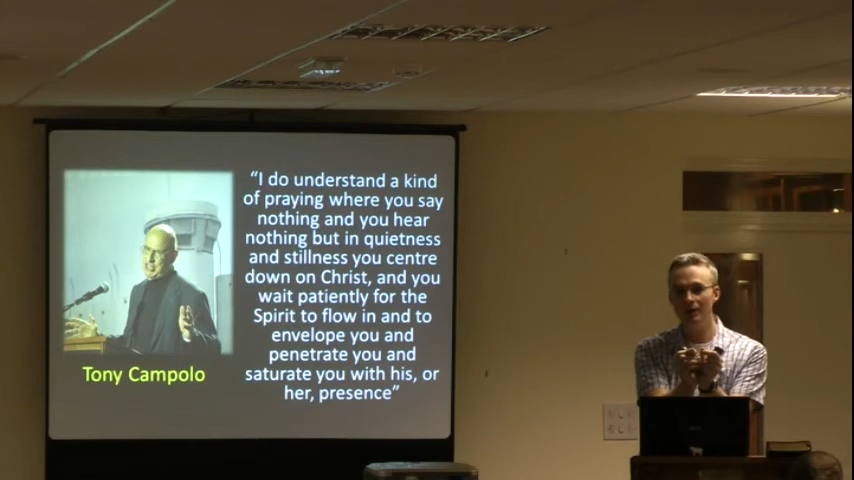 “I do understand a kind
of praying where you say
nothing and you hear
nothing but in quietness
and stillness you centre
down on Christ, and you
wait patiently for the
Spirit to flow in and to
envelope you and
penetrate you and
saturate you with his, or
her, presence”
Tony Campolo